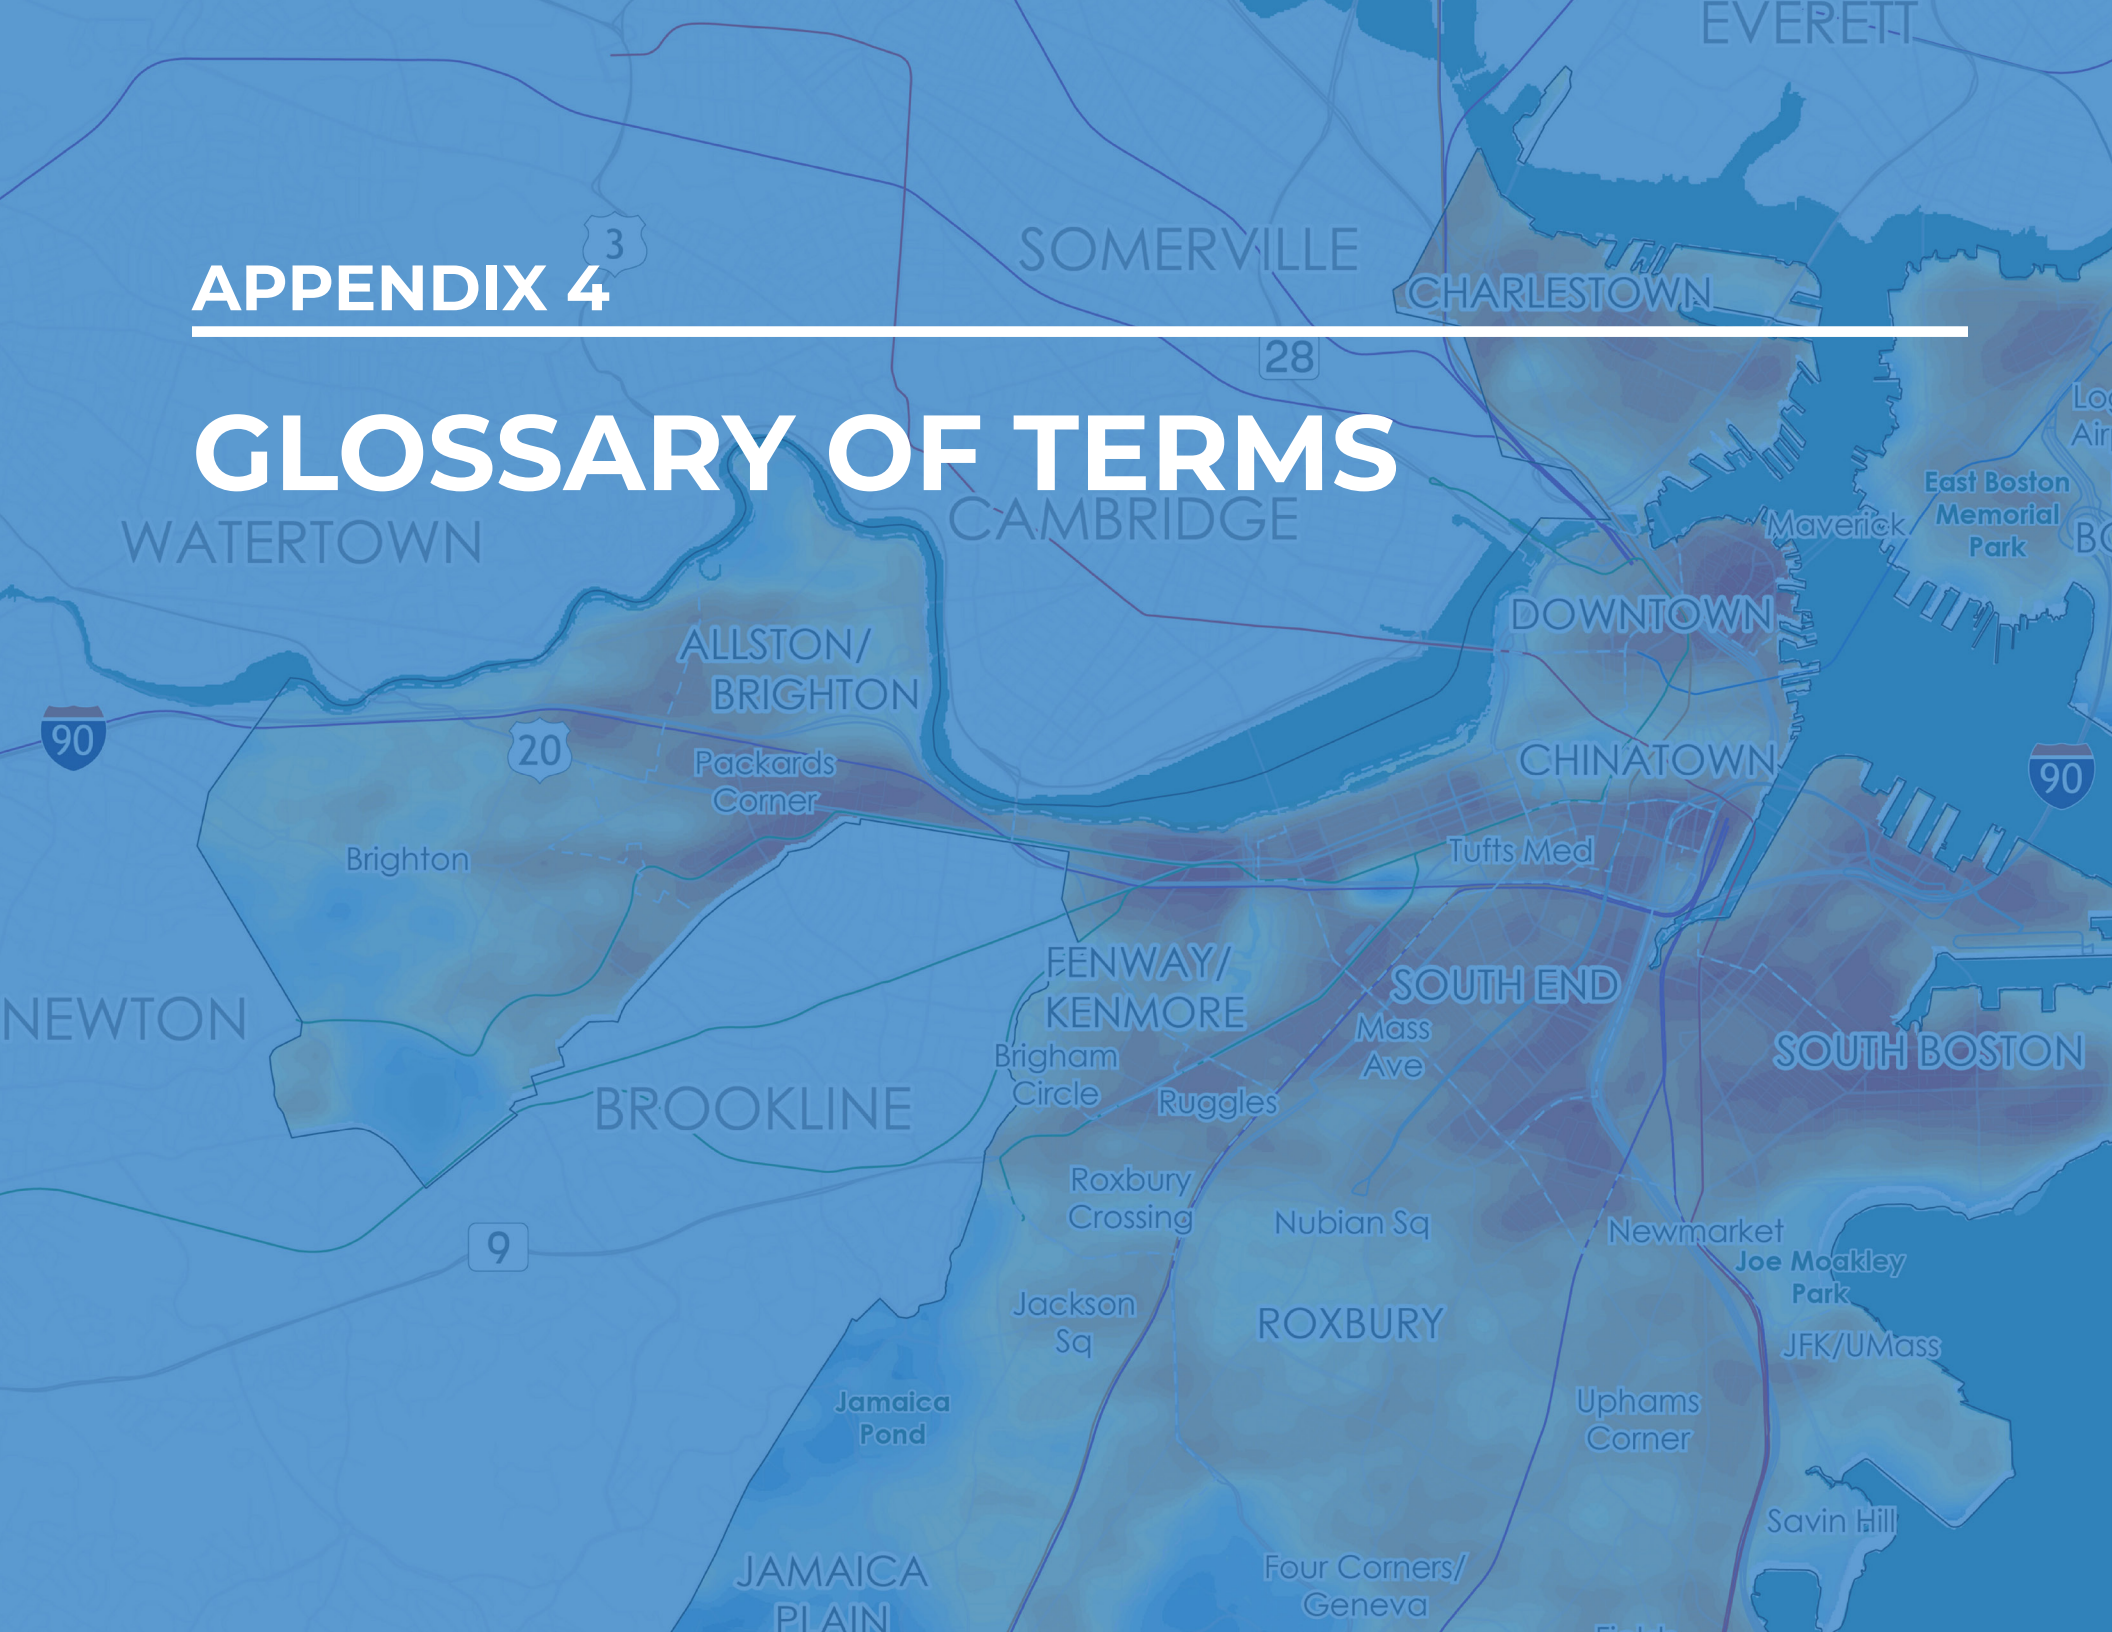 EVERETT
3
SOMERVILLE
APPENDIX 4
CHARLESTOWN
28
GLOSSARY OF TERMS
East Boston
Memorial
Park
WATERTOWN
CAMBRIDGE
Maverick
DOWNTOWN
ALLSTON/
BRIGHTON
90
20
Packards
Corner
CHINATOWN
90
Brighton
Tufts Med
FENWAY/
KENMORE
SOUTH END
NEWTON
Mass
Ave
SOUTH BOSTON
Brigham
Circle
Ruggles
BROOKLINE
Roxbury
Crossing
Nubian Sq
Newmarket
9
Joe Moakley
Park
Jackson
Sq
ROXBURY
JFK/UMass
Jamaica
Pond
Uphams
Corner
Savin Hill
JAMAICA
PLAIN
Four Corners/
Geneva